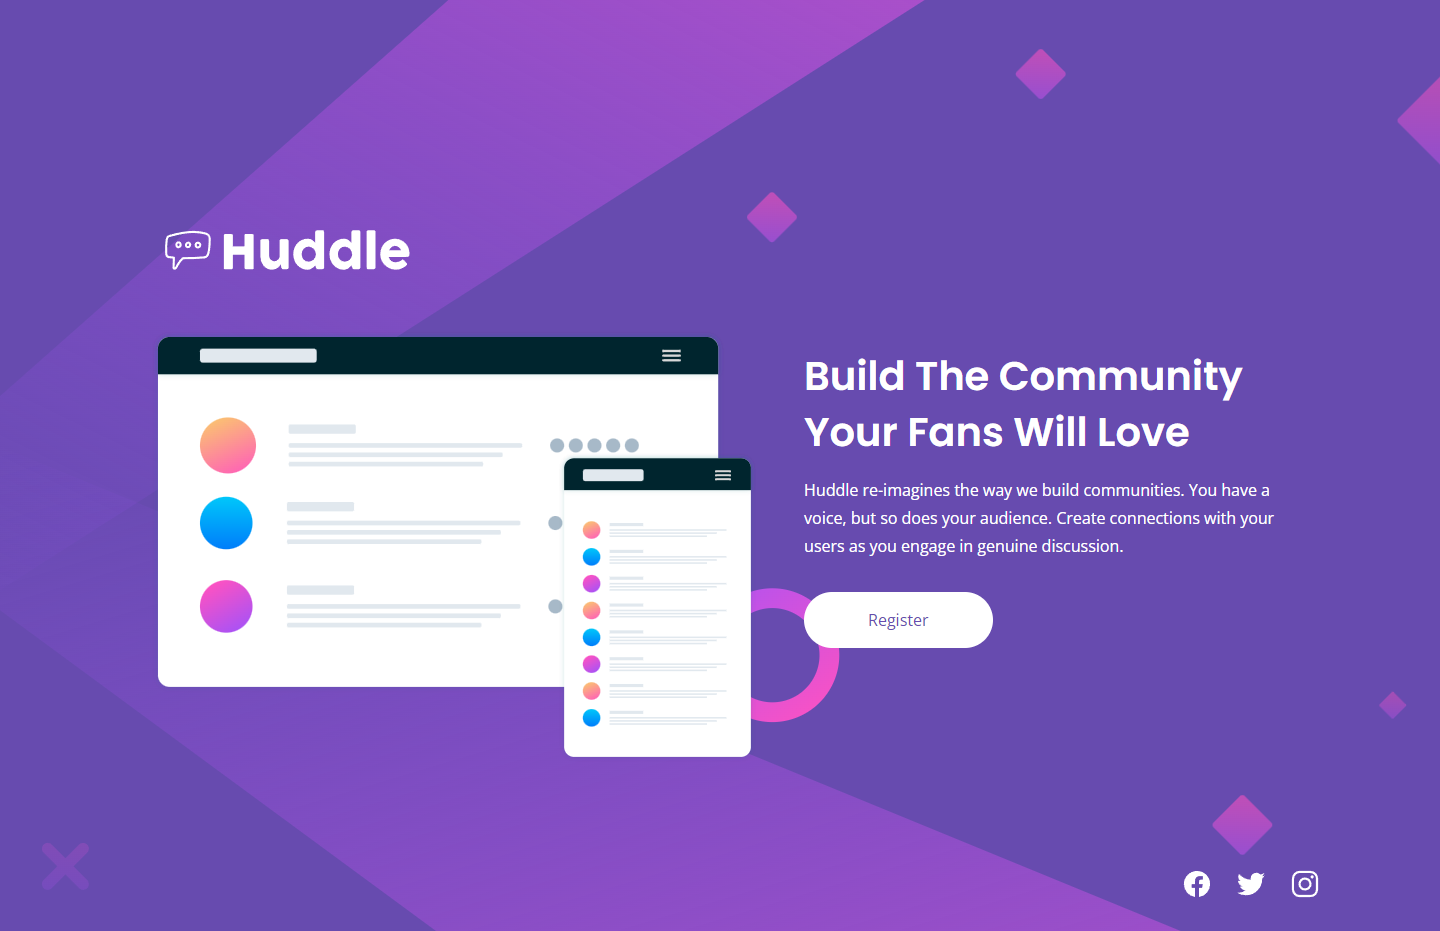 Huddle
Build The Community
Your Fans Will Love
Huddle re-imagines the way we build communities. You have a
voice, but so does your audience. Create connections with your
users as you engage in genuine discussion.
Register